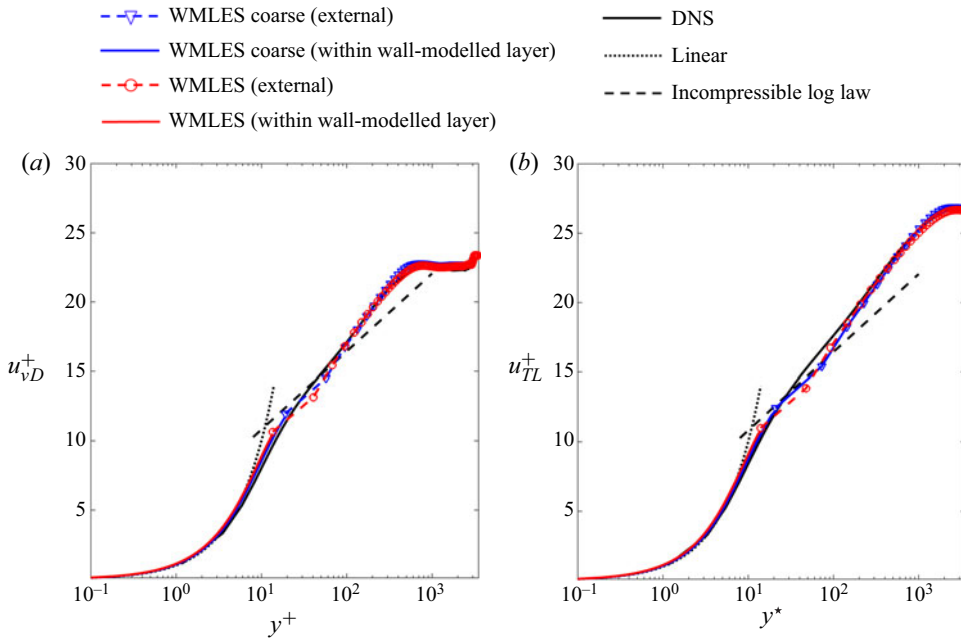 WMLES coarse (external)
WMLES coarse (within wall-modelled layer)
WMLES (external)
WMLES (within wall-modelled layer)
DNS
Linear
Incompressible log law
(a)
30
25
20
15
10
5
u⁺vD
10⁻¹ 10⁰ 10¹ 10² 10³
y⁺
(b)
30
25
20
15
10
5
u⁺TL
10⁻¹ 10⁰ 10¹ 10² 10³
y⋆